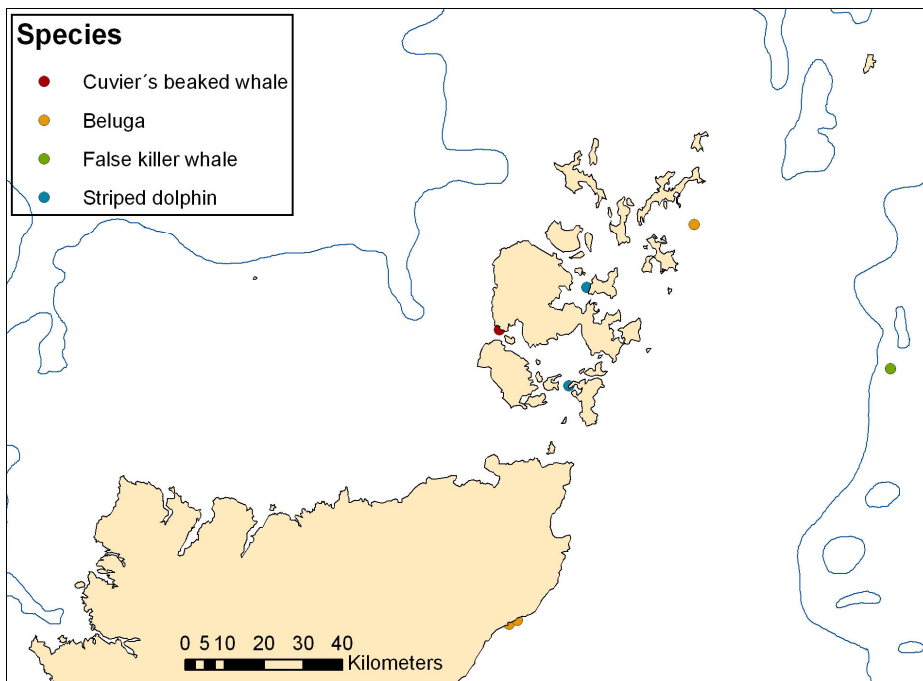 Species
Cuvier´s beaked whale
Beluga
False killer whale
Striped dolphin
0 5 10 20 30 40
Kilometers